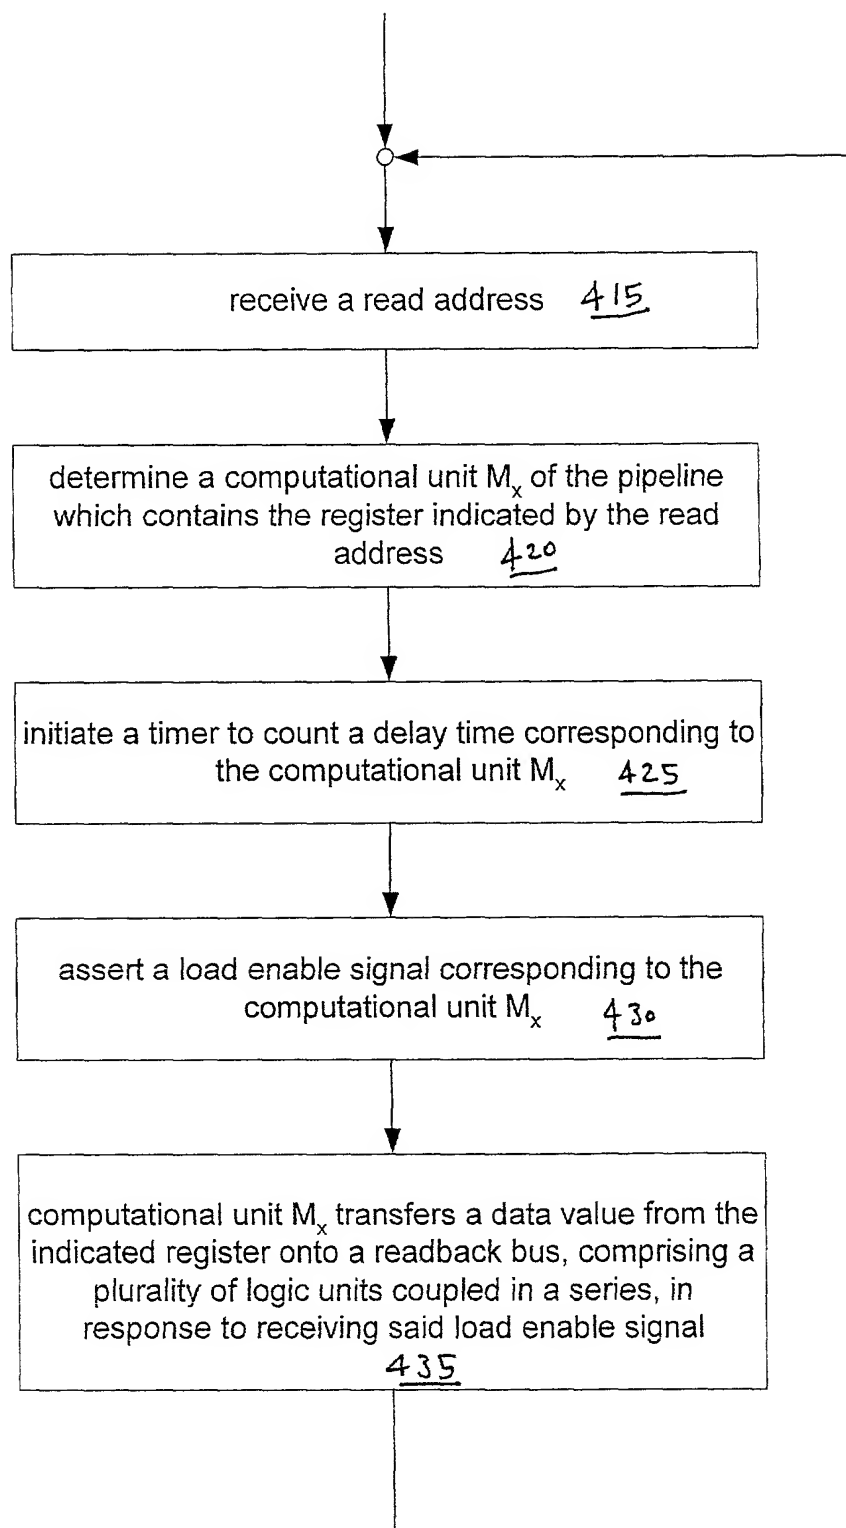 receive a read address 415
determine a computational unit Mx of the pipeline
which contains the register indicated by the read
address 420
initiate a timer to count a delay time corresponding to
the computational unit Mx 425
assert a load enable signal corresponding to the
computational unit Mx 430
computational unit Mx transfers a data value from the
indicated register onto a readback bus, comprising a
plurality of logic units coupled in a series, in
response to receiving said load enable signal
435